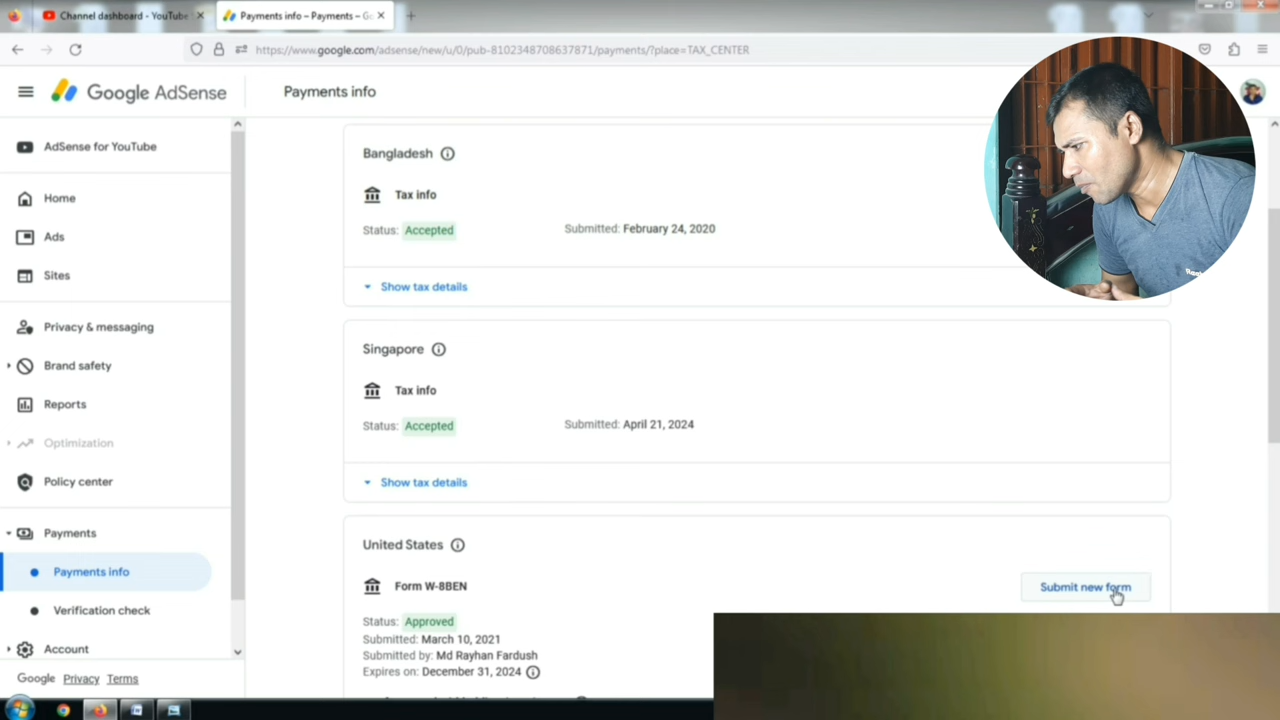 Channel dashboard - YouTube
Payments info – Payments – Go
https://www.google.com/adsense/new/u/0/pub-8102348708637871/payments/?place=TAX_CENTER
Google AdSense
Payments info
AdSense for YouTube
Home
Ads
Sites
Privacy & messaging
Brand safety
Reports
Optimization
Policy center
Payments
Payments info
Verification check
Account
Google Privacy Terms
Bangladesh
Tax info
Status: Accepted Submitted: February 24, 2020
Show tax details
Singapore
Tax info
Status: Accepted Submitted: April 21, 2024
Show tax details
United States
Form W-8BEN
Submit new form
Status: Approved
Submitted: March 10, 2021
Submitted by: Md Rayhan Fardush
Expires on: December 31, 2024